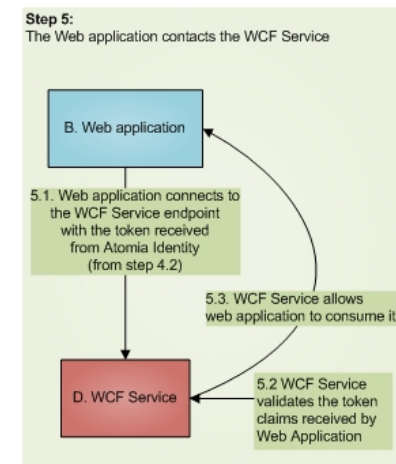 Step 5:
The Web application contacts the WCF Service
B. Web application
5.1. Web application connects to
the WCF Service endpoint
with the token received
from Atomia Identity
(from step 4.2)
5.3. WCF Service allows
web application to consume it
D. WCF Service
5.2 WCF Service
validates the token
claims received by
Web Application